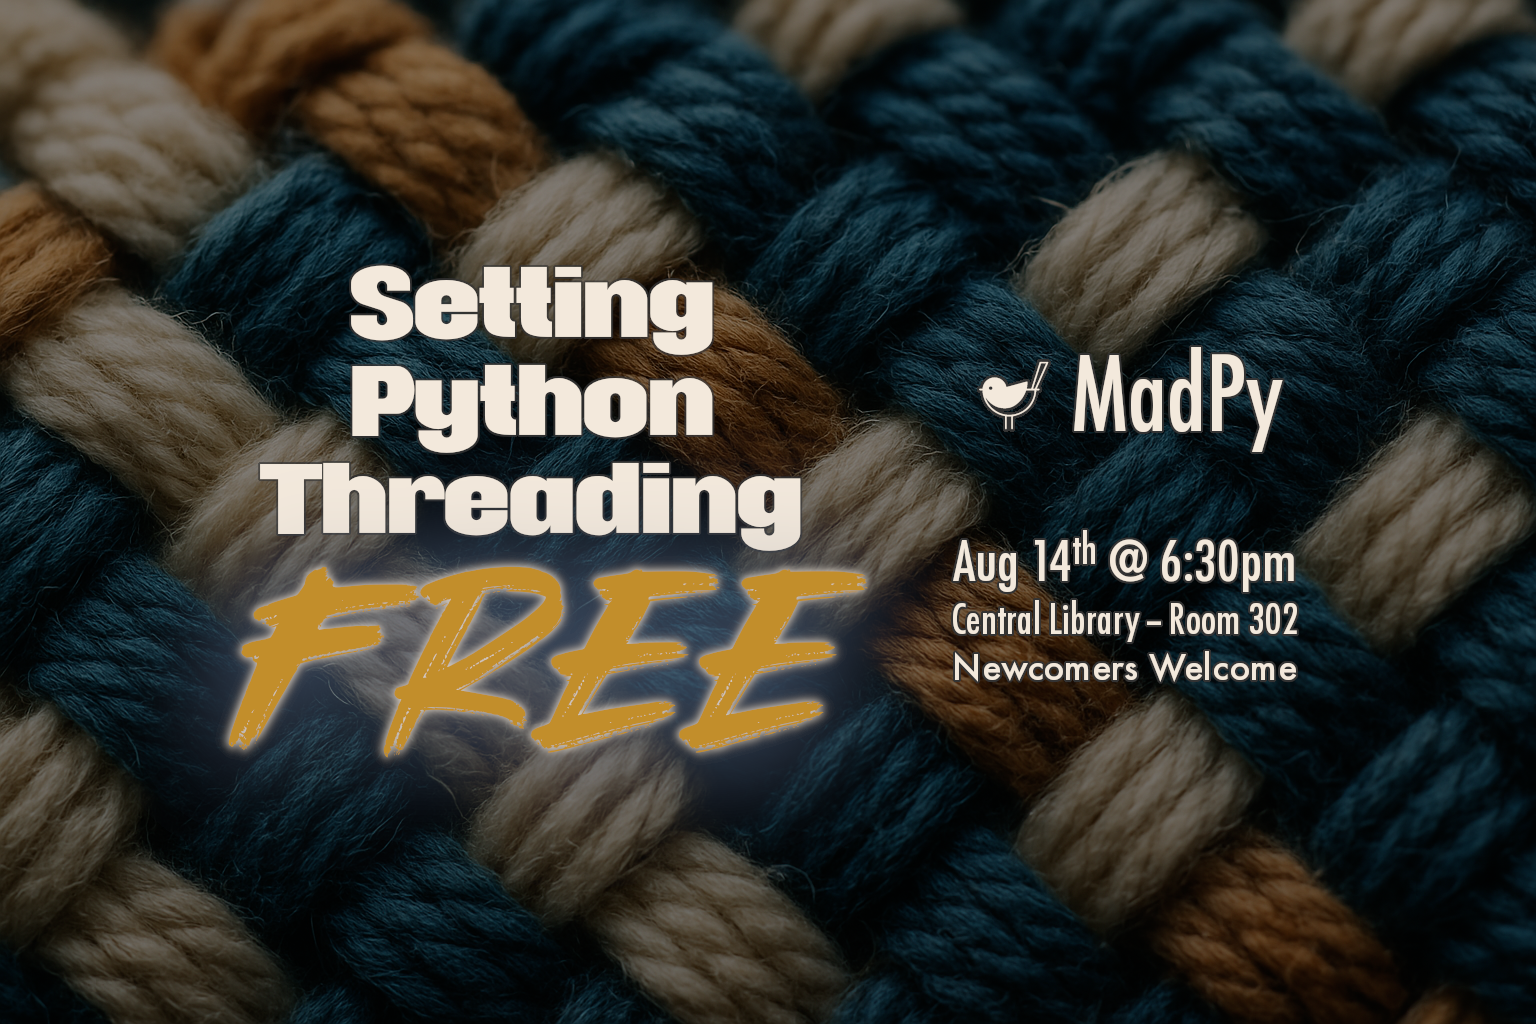 Setting
Python
Threading
FREE
MadPy
Aug 14th @ 6:30pm
Central Library – Room 302
Newcomers Welcome